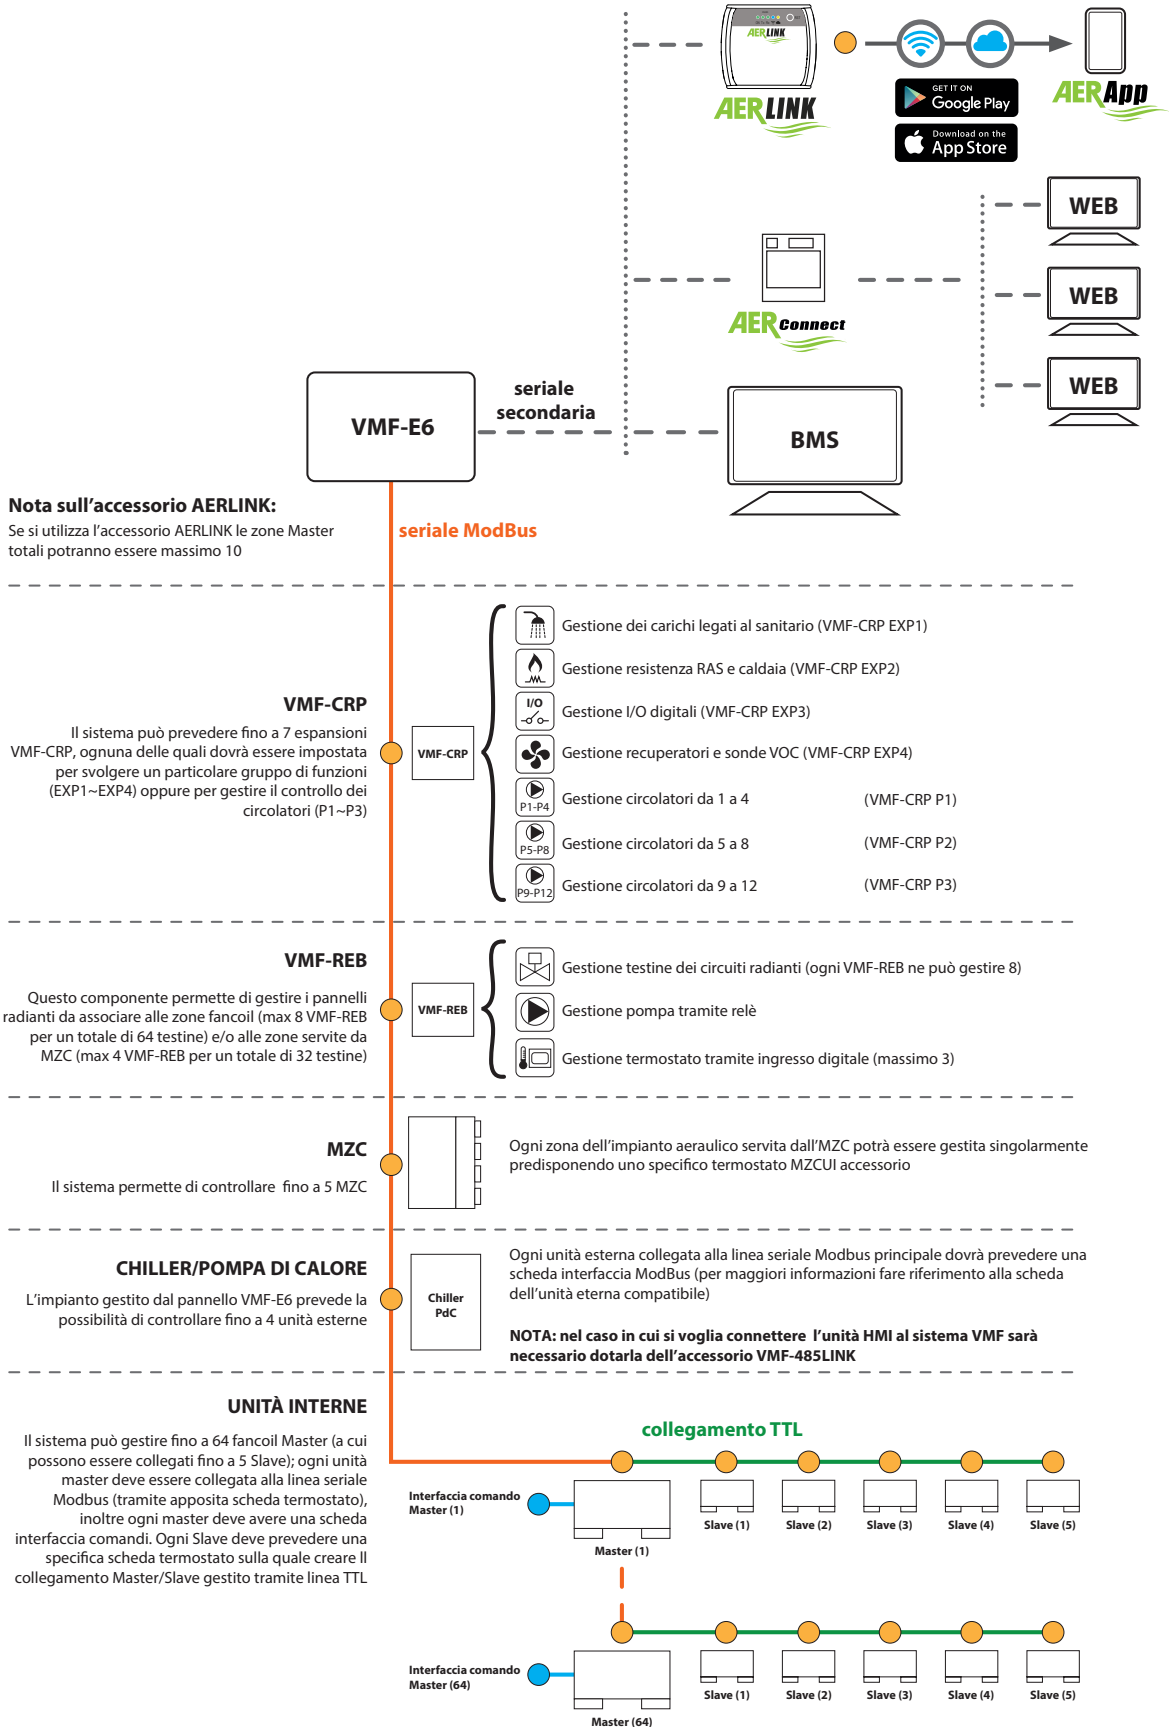 AERLINK
AERLINK
GET IT ON
Google Play
Download on the
App Store
AERApp
WEB
WEB
WEB
AERConnect
seriale
secondaria
VMF-E6
BMS
Nota sull'accessorio AERLINK:
Se si utilizza l'accessorio AERLINK le zone Master
totali potranno essere massimo 10
seriale ModBus
VMF-CRP
Il sistema può prevedere fino a 7 espansioni
VMF-CRP, ognuna delle quali dovrà essere impostata
per svolgere un particolare gruppo di funzioni
(EXP1~EXP4) oppure per gestire il controllo dei
circolatori (P1~P3)
VMF-CRP
Gestione dei carichi legati al sanitario (VMF-CRP EXP1)
Gestione resistenza RAS e caldaia (VMF-CRP EXP2)
I/O
Gestione I/O digitali (VMF-CRP EXP3)
Gestione recuperatori e sonde VOC (VMF-CRP EXP4)
P1-P4
Gestione circolatori da 1 a 4 (VMF-CRP P1)
P5-P8
Gestione circolatori da 5 a 8 (VMF-CRP P2)
P9-P12
Gestione circolatori da 9 a 12 (VMF-CRP P3)
VMF-REB
Questo componente permette di gestire i pannelli
radianti da associare alle zone fancoil (max 8 VMF-REB
per un totale di 64 testine) e/o alle zone servite da
MZC (max 4 VMF-REB per un totale di 32 testine)
VMF-REB
Gestione testine dei circuiti radianti (ogni VMF-REB ne può gestire 8)
Gestione pompa tramite relè
Gestione termostato tramite ingresso digitale (massimo 3)
MZC
Il sistema permette di controllare fino a 5 MZC
Ogni zona dell'impianto aeraulico servita dall'MZC potrà essere gestita singolarmente
predisponendo uno specifico termostato MZCUI accessorio
CHILLER/POMPA DI CALORE
L'impianto gestito dal pannello VMF-E6 prevede la
possibilità di controllare fino a 4 unità esterne
Chiller
PdC
Ogni unità esterna collegata alla linea seriale Modbus principale dovrà prevedere una
scheda interfaccia ModBus (per maggiori informazioni fare riferimento alla scheda
dell'unità eterna compatibile)
NOTA: nel caso in cui si voglia connettere l'unità HMI al sistema VMF sarà
necessario dotarla dell'accessorio VMF-485LINK
UNITÀ INTERNE
Il sistema può gestire fino a 64 fancoil Master (a cui
possono essere collegati fino a 5 Slave); ogni unità
master deve essere collegata alla linea seriale
Modbus (tramite apposita scheda termostato),
inoltre ogni master deve avere una scheda
interfaccia comandi. Ogni Slave deve prevedere una
specifica scheda termostato sulla quale creare ll
collegamento Master/Slave gestito tramite linea TTL
collegamento TTL
Interfaccia comando
Master (1)
Master (1)
Slave (1)
Slave (2)
Slave (3)
Slave (4)
Slave (5)
Interfaccia comando
Master (64)
Master (64)
Slave (1)
Slave (2)
Slave (3)
Slave (4)
Slave (5)